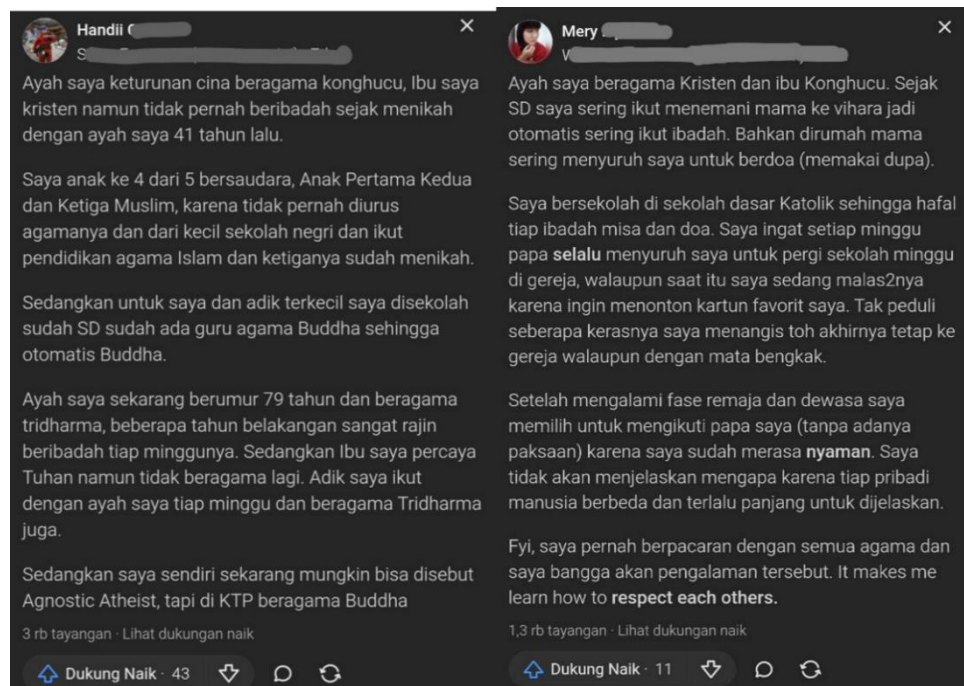 Handii
Ayah saya keturunan cina beragama konghucu, Ibu saya
kristen namun tidak pernah beribadah sejak menikah
dengan ayah saya 41 tahun lalu.
Saya anak ke 4 dari 5 bersaudara, Anak Pertama Kedua
dan Ketiga Muslim, karena tidak pernah diurus
agamanya dan dari kecil sekolah negri dan ikut
pendidikan agama Islam dan ketiganya sudah menikah.
Sedangkan untuk saya dan adik terkecil saya disekolah
sudah SD sudah ada guru agama Buddha sehingga
otomatis Buddha.
Ayah saya sekarang berumur 79 tahun dan beragama
tridharma, beberapa tahun belakangan sangat rajin
beribadah tiap minggunya. Sedangkan Ibu saya percaya
Tuhan namun tidak beragama lagi. Adik saya ikut
dengan ayah saya tiap minggu dan beragama Tridharma
juga.
Sedangkan saya sendiri sekarang mungkin bisa disebut
Agnostic Atheist, tapi di KTP beragama Buddha
3 rb tayangan · Lihat dukungan naik
Dukung Naik · 43
Mery
Ayah saya beragama Kristen dan ibu Konghucu. Sejak
SD saya sering ikut menemani mama ke vihara jadi
otomatis sering ikut ibadah. Bahkan dirumah mama
sering menyuruh saya untuk berdoa (memakai dupa).
Saya bersekolah di sekolah dasar Katolik sehingga hafal
tiap ibadah misa dan doa. Saya ingat setiap minggu
papa selalu menyuruh saya untuk pergi sekolah minggu
di gereja, walaupun saat itu saya sedang malas2nya
karena ingin menonton kartun favorit saya. Tak peduli
seberapa kerasnya saya menangis toh akhirnya tetap ke
gereja walaupun dengan mata bengkak.
Setelah mengalami fase remaja dan dewasa saya
memilih untuk mengikuti papa saya (tanpa adanya
paksaan) karena saya sudah merasa nyaman. Saya
tidak akan menjelaskan mengapa karena tiap pribadi
manusia berbeda dan terlalu panjang untuk dijelaskan.
Fyi, saya pernah berpacaran dengan semua agama dan
saya bangga akan pengalaman tersebut. It makes me
learn how to respect each others.
1,3 rb tayangan · Lihat dukungan naik
Dukung Naik · 11